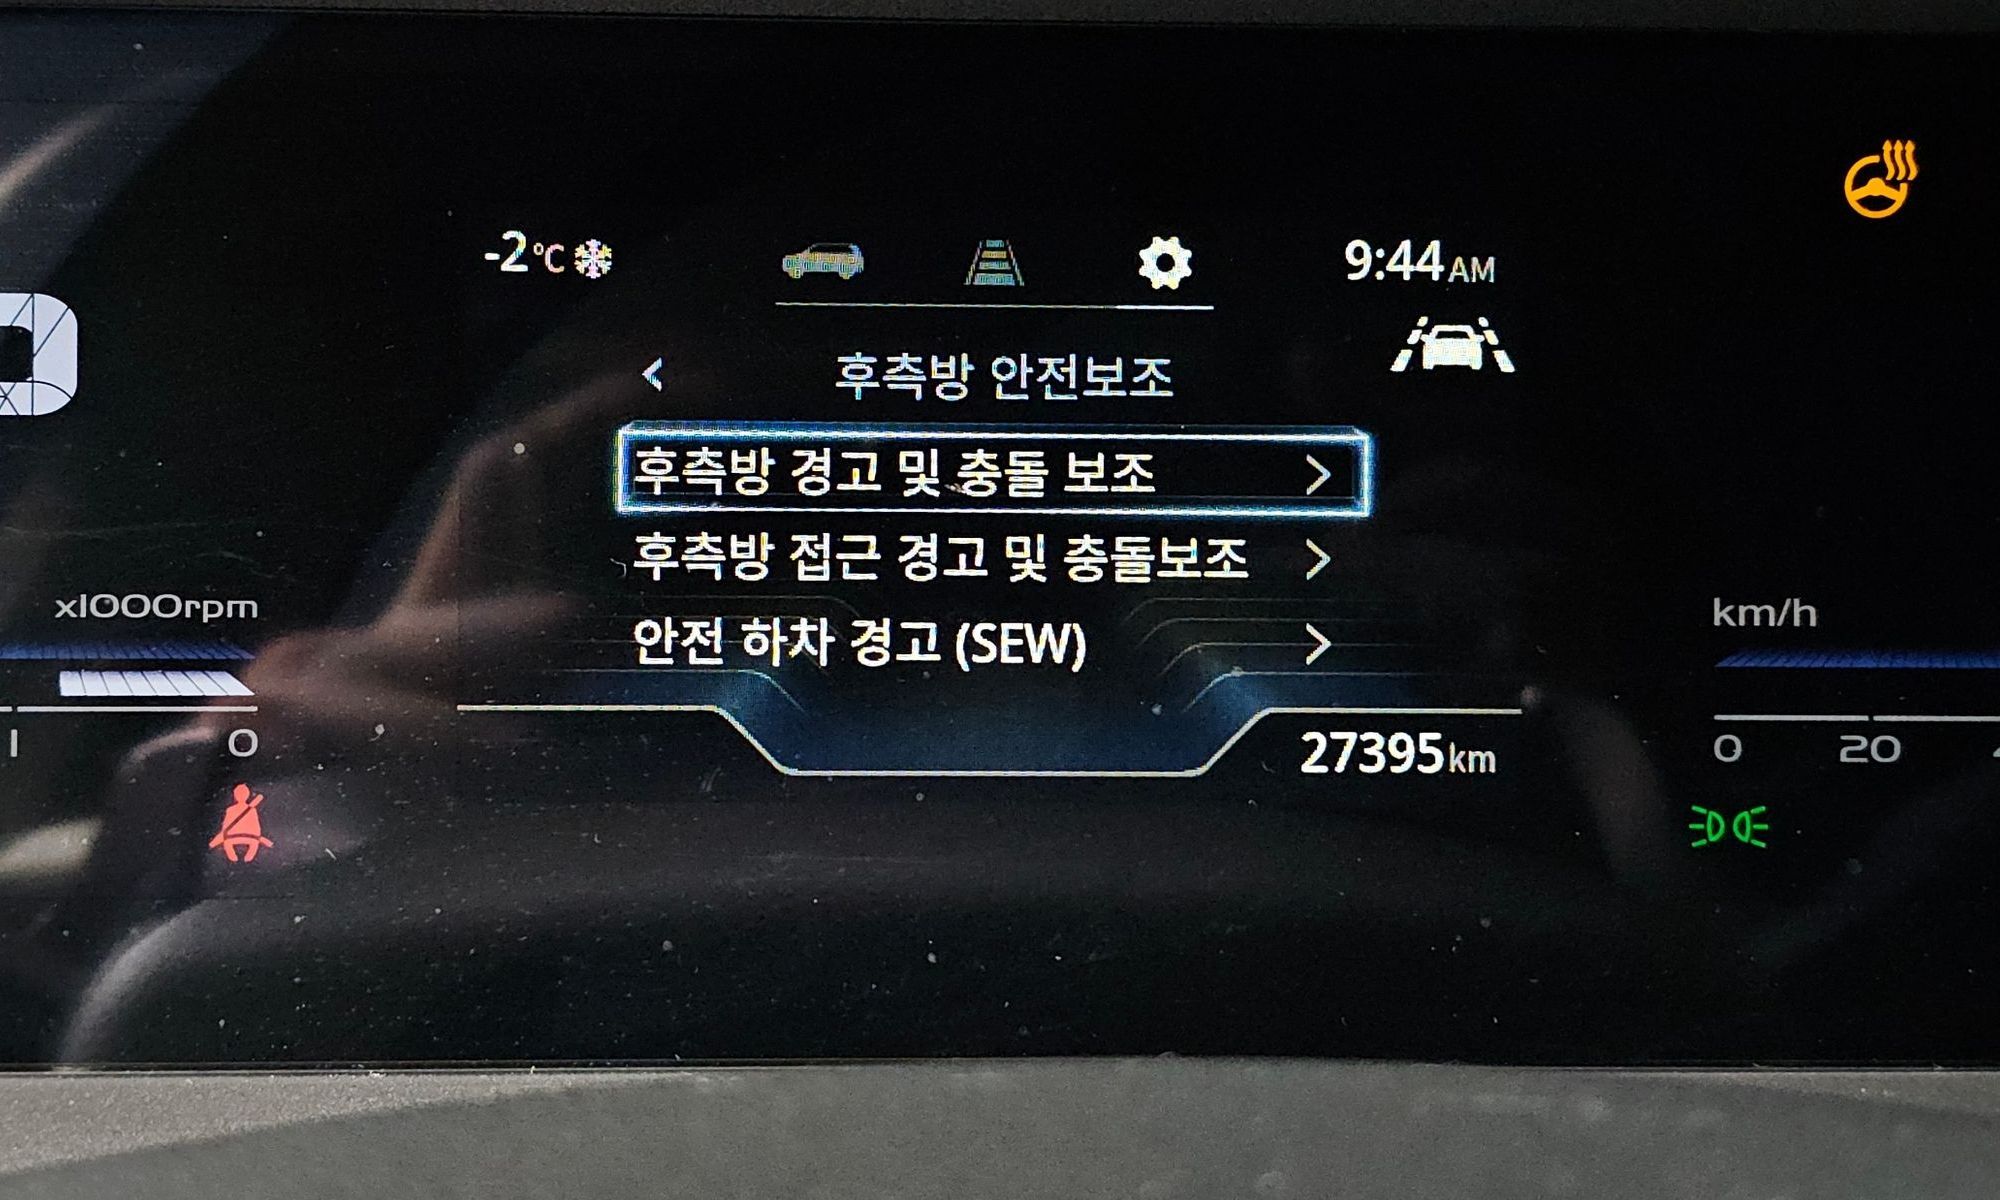 -2°C
9:44AM
후측방 안전보조
후측방 경고 및 충돌 보조
후측방 접근 경고 및 충돌보조
안전 하차 경고 (SEW)
x1000rpm
km/h
1 0
27395km
0 20